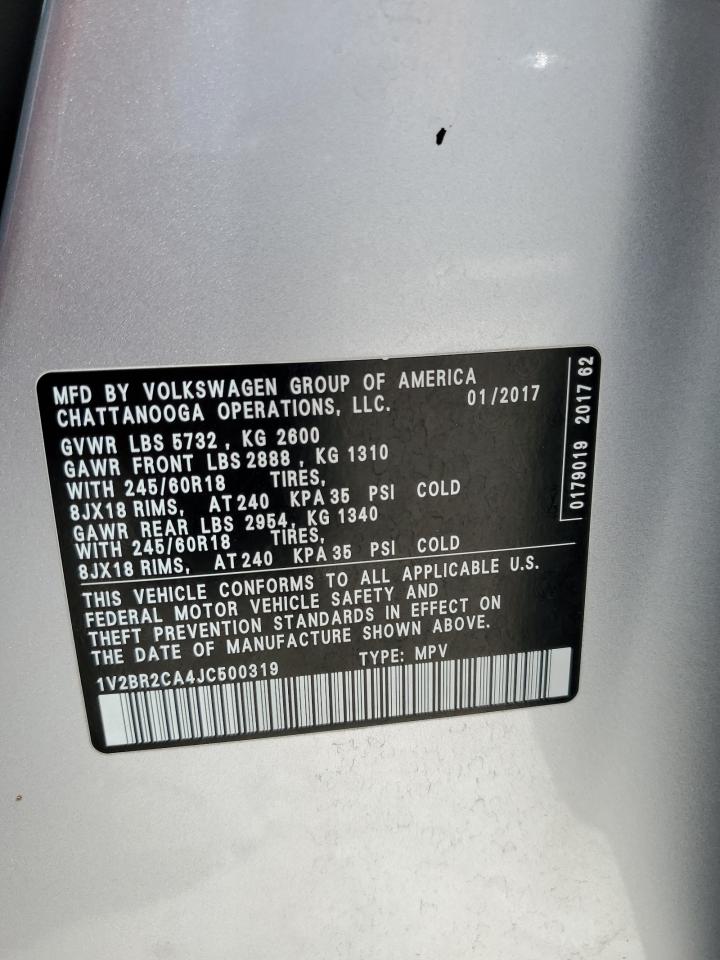 MFD BY VOLKSWAGEN GROUP OF AMERICA
CHATTANOOGA OPERATIONS, LLC. 01/2017
GVWR LBS 5732 , KG 2600
GAWR FRONT LBS 2888 , KG 1310
WITH 245/60R18 TIRES,
8JX18 RIMS, AT 240 KPA 35 PSI COLD
GAWR REAR LBS 2954, KG 1340
WITH 245/60R18 TIRES,
8JX18 RIMS, AT 240 KPA 35 PSI COLD
THIS VEHICLE CONFORMS TO ALL APPLICABLE U.S.
FEDERAL MOTOR VEHICLE SAFETY AND
THEFT PREVENTION STANDARDS IN EFFECT ON
THE DATE OF MANUFACTURE SHOWN ABOVE.
1V2BR2CA4JC500319 TYPE: MPV
0179019 2017 62